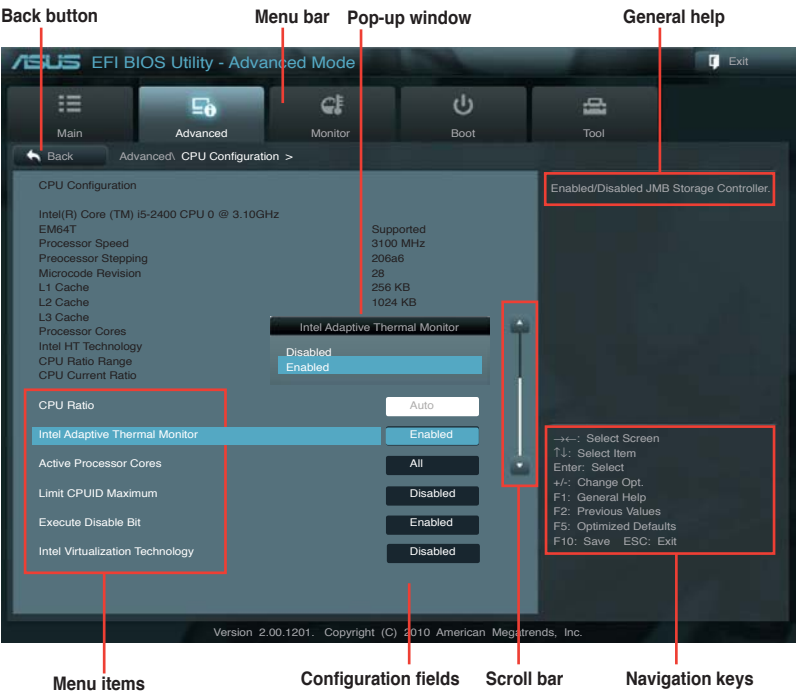 Back button
Menu bar
Pop-up window
General help
ASUS EFI BIOS Utility - Advanced Mode
Exit
Main
Advanced
Monitor
Boot
Tool
Back
Advanced\ CPU Configuration >
CPU Configuration
Enabled/Disabled JMB Storage Controller.
Intel(R) Core (TM) i5-2400 CPU 0 @ 3.10GHz
EM64T Supported
Processor Speed 3100 MHz
Preocessor Stepping 206a6
Microcode Revision 28
L1 Cache 256 KB
L2 Cache 1024 KB
L3 Cache
Processor Cores
Intel HT Technology
CPU Ratio Range
CPU Current Ratio
Intel Adaptive Thermal Monitor
Disabled
Enabled
CPU Ratio Auto
Intel Adaptive Thermal Monitor Enabled
Active Processor Cores All
Limit CPUID Maximum Disabled
Execute Disable Bit Enabled
Intel Virtualization Technology Disabled
→←: Select Screen
↑↓: Select Item
Enter: Select
+/-: Change Opt.
F1: General Help
F2: Previous Values
F5: Optimized Defaults
F10: Save ESC: Exit
Version 2.00.1201. Copyright (C) 2010 American Megatrends, Inc.
Menu items
Configuration fields
Scroll bar
Navigation keys